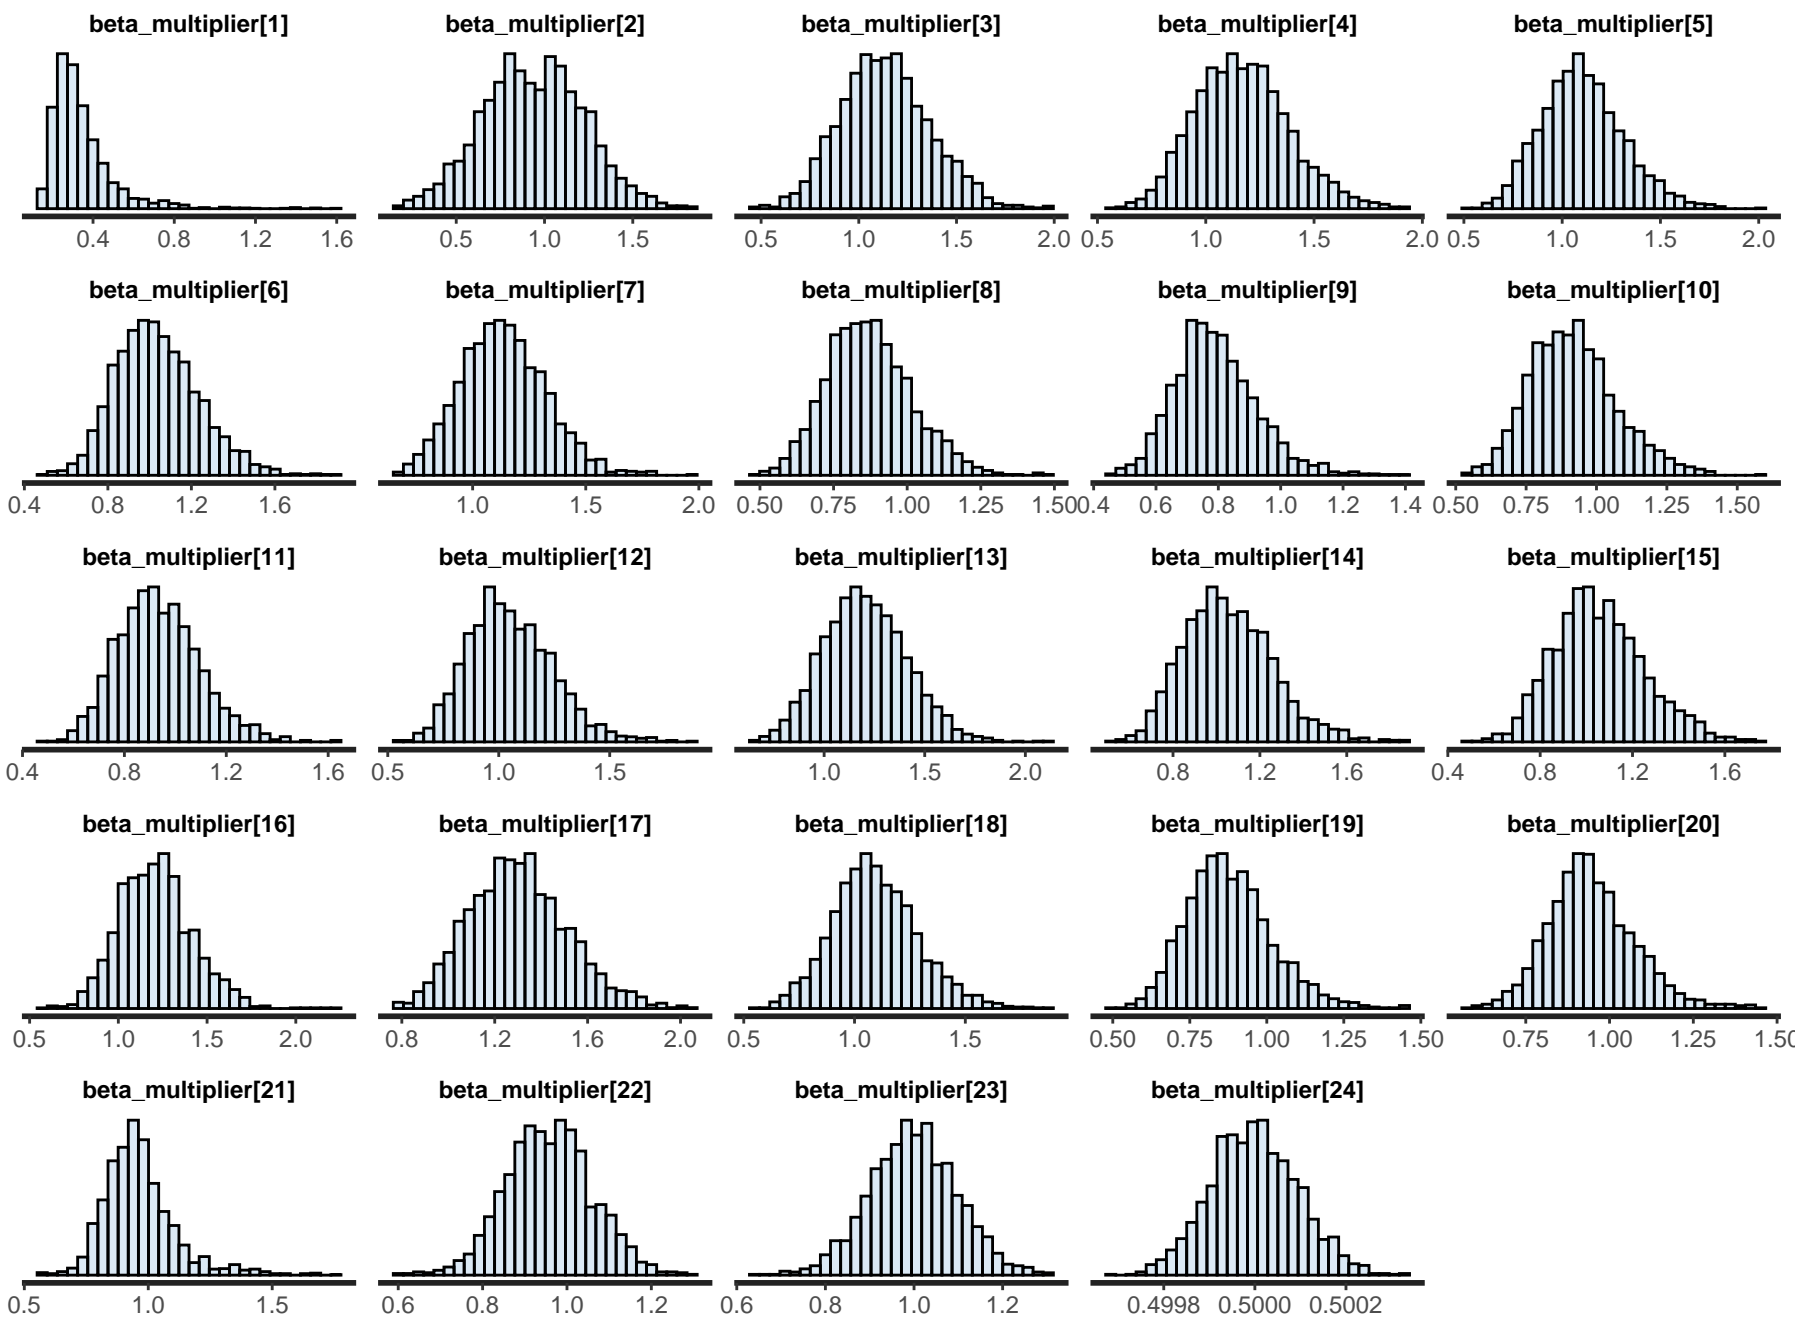 beta_multiplier[1] beta_multiplier[2] beta_multiplier[3] beta_multiplier[4] beta_multiplier[5]
0.4 0.8 1.2 1.6 0.5 1.0 1.5 0.5 1.0 1.5 2.0 0.5 1.0 1.5 2.0 0.5 1.0 1.5 2.0
beta_multiplier[6] beta_multiplier[7] beta_multiplier[8] beta_multiplier[9] beta_multiplier[10]
0.4 0.8 1.2 1.6 1.0 1.5 2.0 0.50 0.75 1.00 1.25 1.50 0.4 0.6 0.8 1.0 1.2 1.4 0.50 0.75 1.00 1.25 1.50
beta_multiplier[11] beta_multiplier[12] beta_multiplier[13] beta_multiplier[14] beta_multiplier[15]
0.4 0.8 1.2 1.6 0.5 1.0 1.5 1.0 1.5 2.0 0.8 1.2 1.6 0.4 0.8 1.2 1.6
beta_multiplier[16] beta_multiplier[17] beta_multiplier[18] beta_multiplier[19] beta_multiplier[20]
0.5 1.0 1.5 2.0 0.8 1.2 1.6 2.0 0.5 1.0 1.5 0.50 0.75 1.00 1.25 1.50 0.75 1.00 1.25 1.50
beta_multiplier[21] beta_multiplier[22] beta_multiplier[23] beta_multiplier[24]
0.5 1.0 1.5 0.6 0.8 1.0 1.2 0.6 0.8 1.0 1.2 0.4998 0.5000 0.5002